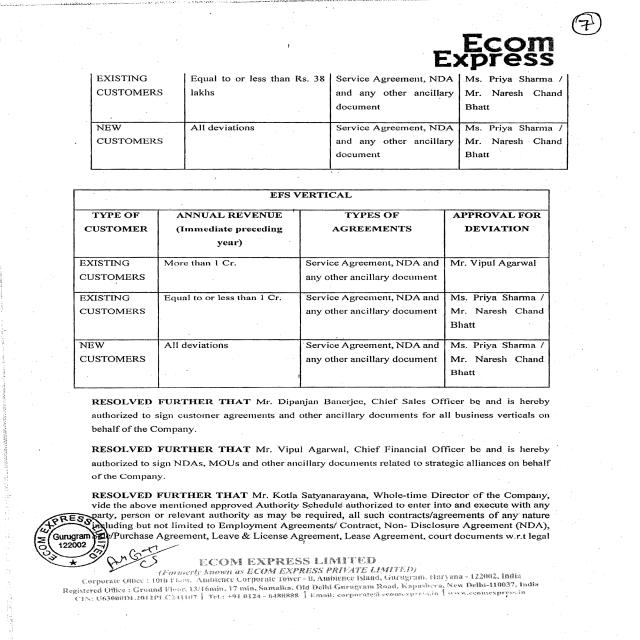 7
Ecom
Express
EXISTING CUSTOMERS Equal to or less than Rs. 38 lakhs Service Agreement, NDA and any other ancillary document Ms. Priya Sharma / Mr. Naresh Chand Bhatt
NEW CUSTOMERS All deviations Service Agreement, NDA and any other ancillary document Ms. Priya Sharma / Mr. Naresh Chand Bhatt
EFS VERTICAL
TYPE OF CUSTOMER ANNUAL REVENUE (Immediate preceding year) TYPES OF AGREEMENTS APPROVAL FOR DEVIATION
EXISTING CUSTOMERS More than 1 Cr. Service Agreement, NDA and any other ancillary document Mr. Vipul Agarwal
EXISTING CUSTOMERS Equal to or less than 1 Cr. Service Agreement, NDA and any other ancillary document Ms. Priya Sharma / Mr. Naresh Chand Bhatt
NEW CUSTOMERS All deviations Service Agreement, NDA and any other ancillary document Ms. Priya Sharma / Mr. Naresh Chand Bhatt
RESOLVED FURTHER THAT Mr. Dipanjan Banerjee, Chief Sales Officer be and is hereby
authorized to sign customer agreements and other ancillary documents for all business verticals on
behalf of the Company.
RESOLVED FURTHER THAT Mr. Vipul Agarwal, Chief Financial Officer be and is hereby
authorized to sign NDAs, MOUs and other ancillary documents related to strategic alliances on behalf
of the Company.
RESOLVED FURTHER THAT Mr. Kotla Satyanarayana, Whole-time Director of the Company,
vide the above mentioned approved Authority Schedule authorized to enter into and execute with any
party, person or relevant authority as may be required, all such contracts/agreements of any nature
including but not limited to Employment Agreements/ Contract, Non- Disclosure Agreement (NDA),
/Purchase Agreement, Leave & License Agreement, Lease Agreement, court documents w.r.t legal
ECOM EXPRESS LIMITED
Gurugram
122002
ECOM EXPRESS LIMITED
(Formerly known as ECOM EXPRESS PRIVATE LIMITED)
Corporate Office : 10th Floor, Ambience Corporate Tower - II, Ambience Island, Gurugram, Haryana - 122002, India
Registered Office : Ground Floor, 13/16min, 17 min, Samalka, Old Delhi Gurugram Road, Kapashera, New Delhi-110037, India
Tel.: +91 0124 - 6488888 | Email: corporate@ecomexpress.in | www.ecomexpress.in